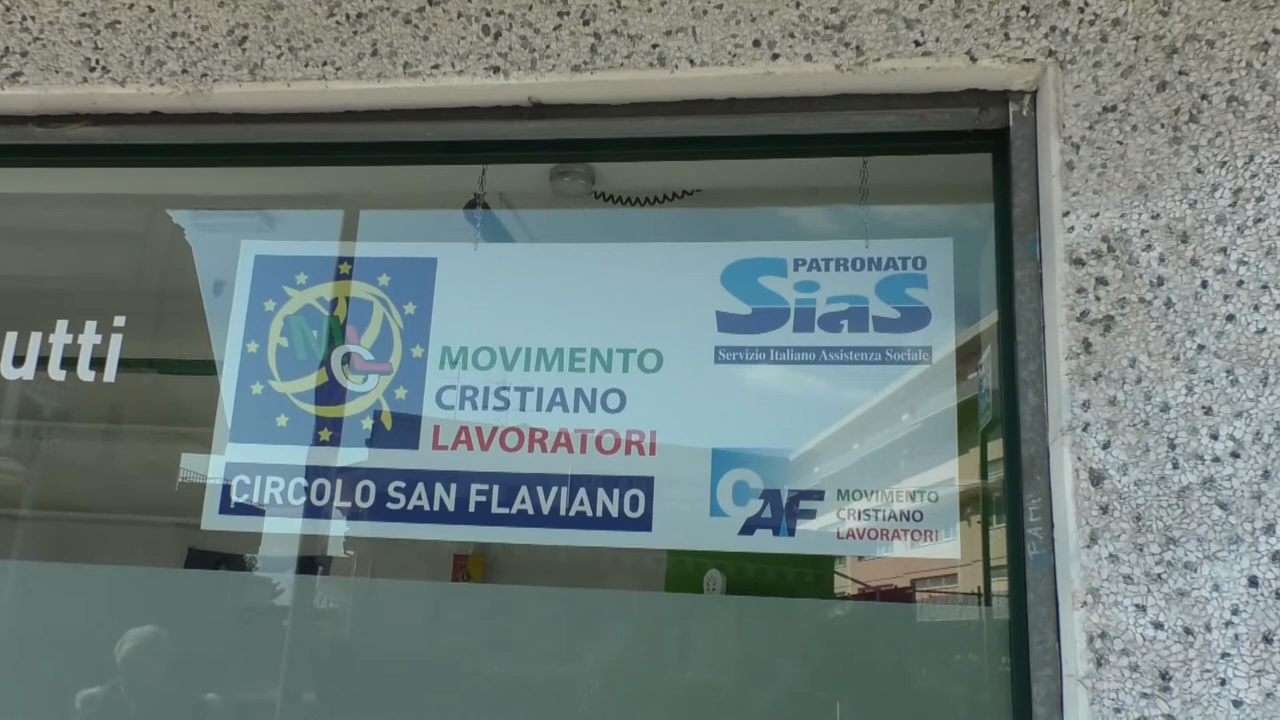 utti
MCL
MOVIMENTO
CRISTIANO
LAVORATORI
CIRCOLO SAN FLAVIANO
PATRONATO
SiaS
Servizio Italiano Assistenza Sociale
CAF
MOVIMENTO
CRISTIANO
LAVORATORI